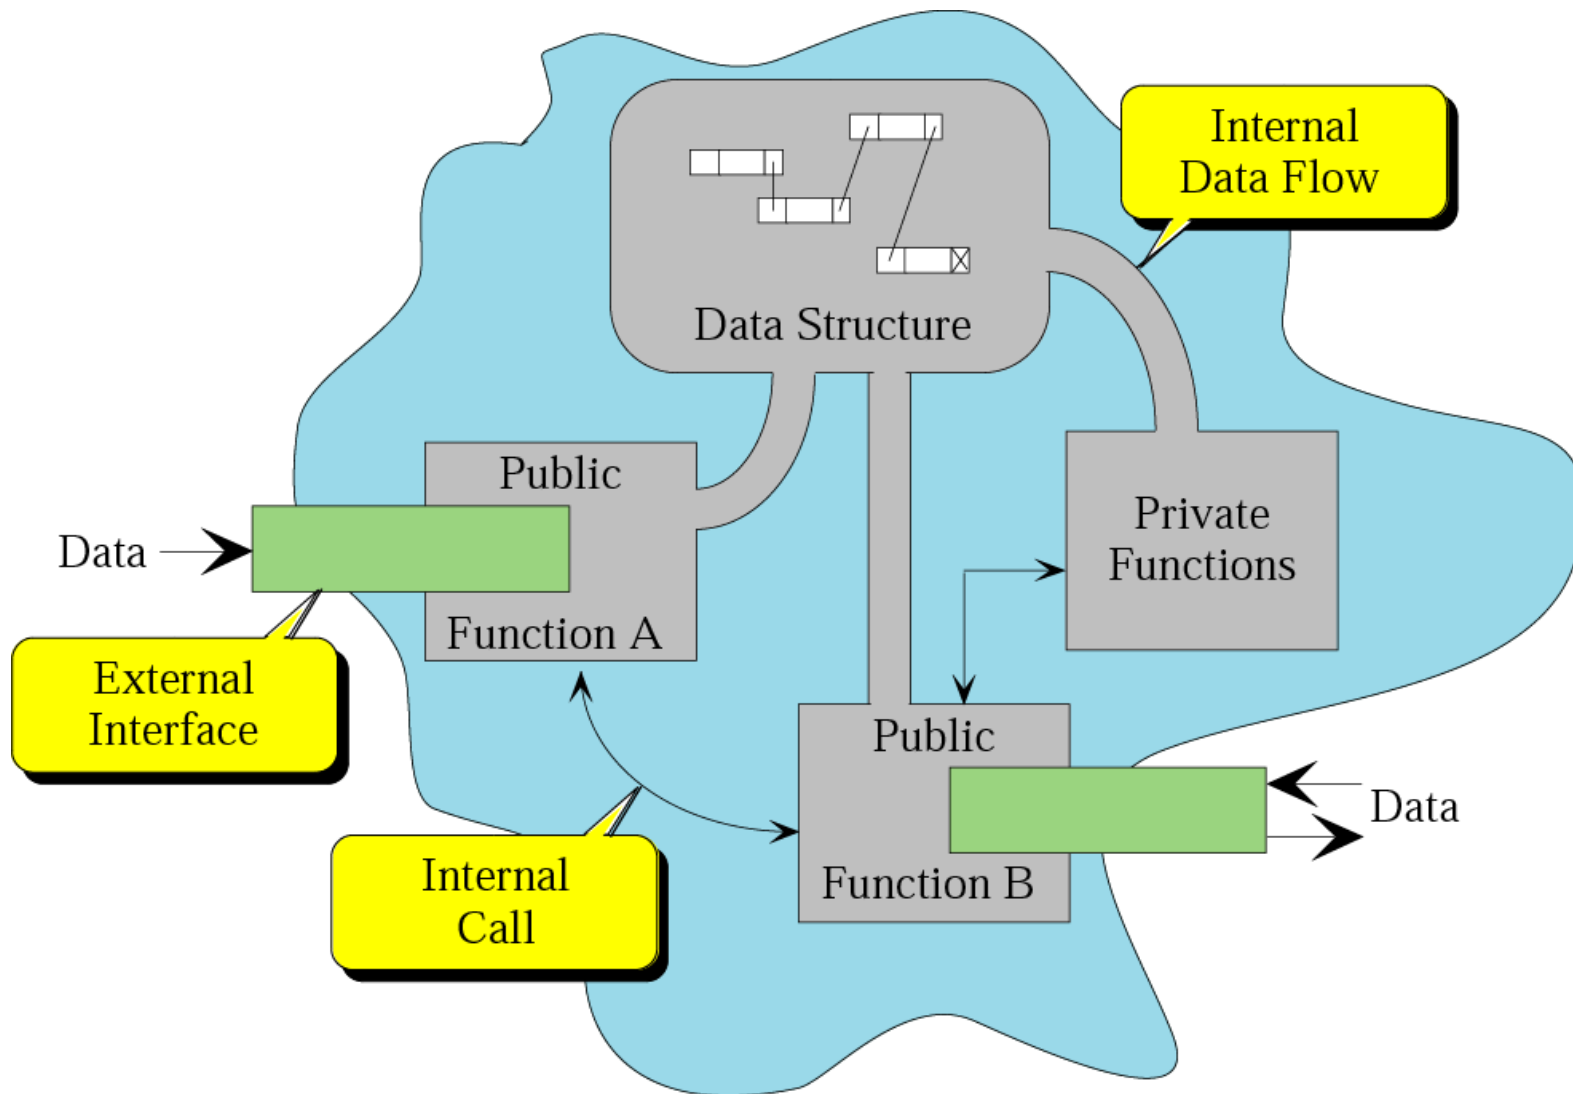 Internal
Data Flow
Data Structure
Public
Function A
Data
External
Interface
Private
Functions
Public
Function B
Data
Internal
Call